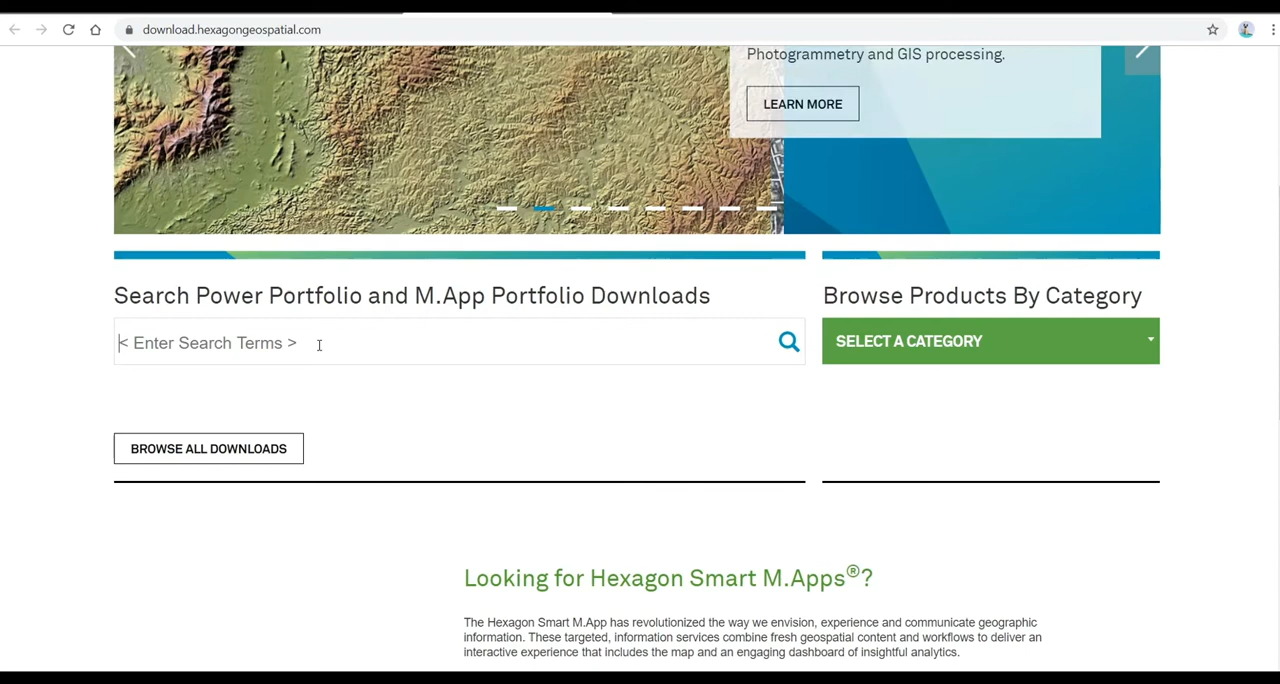 download.hexagongeospatial.com
Photogrammetry and GIS processing.
LEARN MORE
Search Power Portfolio and M.App Portfolio Downloads
Browse Products By Category
< Enter Search Terms >
SELECT A CATEGORY
BROWSE ALL DOWNLOADS
Looking for Hexagon Smart M.Apps®?
The Hexagon Smart M.App has revolutionized the way we envision, experience and communicate geographic
information. These targeted, information services combine fresh geospatial content and workflows to deliver an
interactive experience that includes the map and an engaging dashboard of insightful analytics.